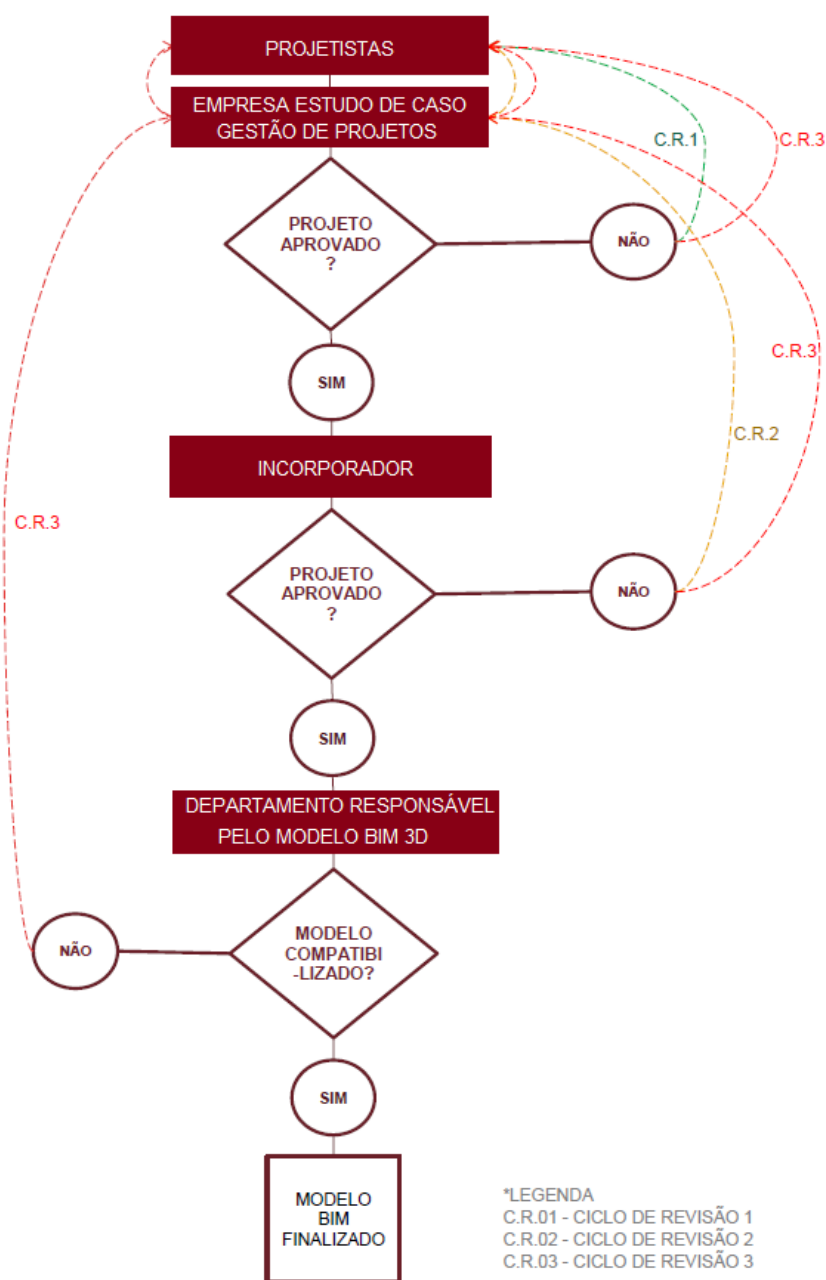 PROJETISTAS
EMPRESA ESTUDO DE CASO
GESTÃO DE PROJETOS
C.R.1
C.R.3
PROJETO
APROVADO
?
NÃO
C.R.3
SIM
C.R.2
INCORPORADOR
C.R.3
PROJETO
APROVADO
?
NÃO
SIM
DEPARTAMENTO RESPONSÁVEL
PELO MODELO BIM 3D
NÃO
MODELO
COMPATIBI
-LIZADO?
SIM
MODELO
BIM
FINALIZADO
*LEGENDA
C.R.01 - CICLO DE REVISÃO 1
C.R.02 - CICLO DE REVISÃO 2
C.R.03 - CICLO DE REVISÃO 3